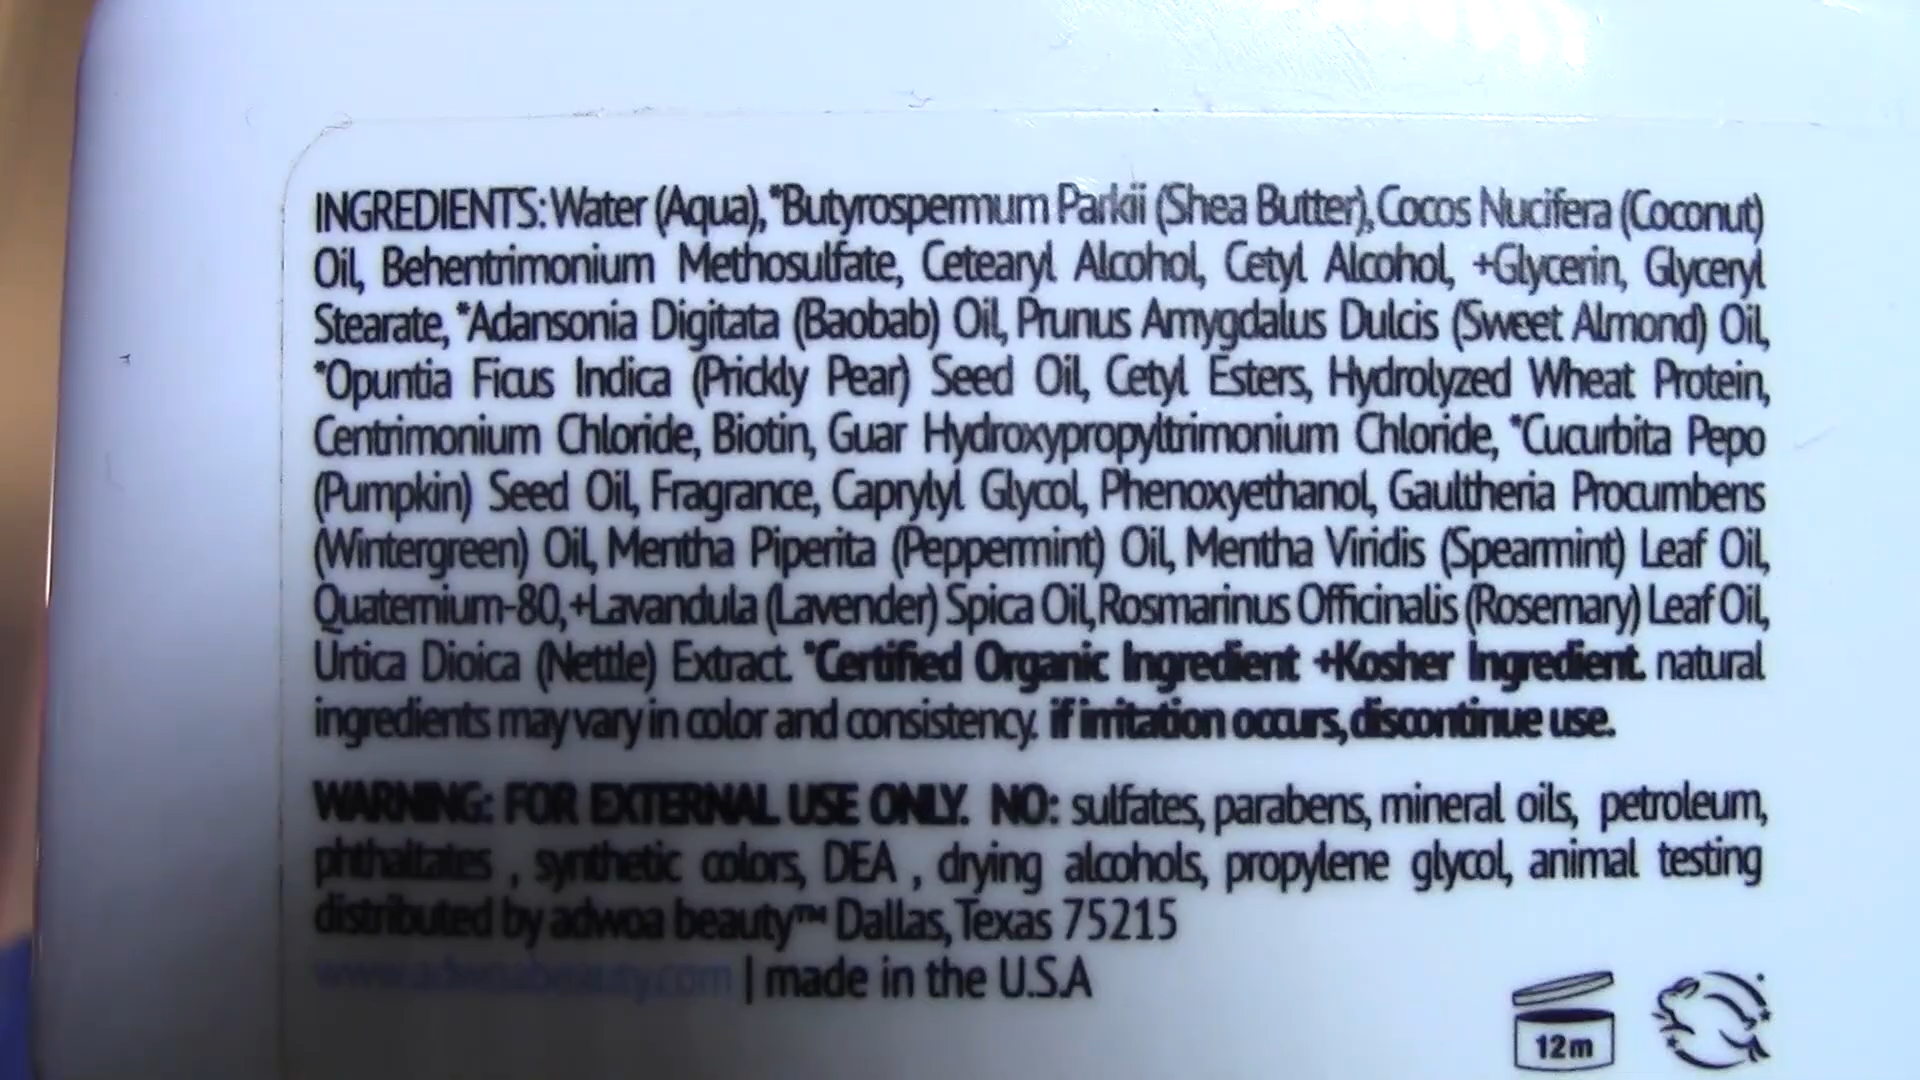 INGREDIENTS: Water (Aqua), *Butyrospermum Parkii (Shea Butter), Cocos Nucifera (Coconut)
Oil, Behentrimonium Methosulfate, Cetearyl Alcohol, Cetyl Alcohol, +Glycerin, Glyceryl
Stearate, *Adansonia Digitata (Baobab) Oil, Prunus Amygdalus Dulcis (Sweet Almond) Oil,
*Opuntia Ficus Indica (Prickly Pear) Seed Oil, Cetyl Esters, Hydrolyzed Wheat Protein,
Centrimonium Chloride, Biotin, Guar Hydroxypropyltrimonium Chloride, *Cucurbita Pepo
(Pumpkin) Seed Oil, Fragrance, Caprylyl Glycol, Phenoxyethanol, Gaultheria Procumbens
(Wintergreen) Oil, Mentha Piperita (Peppermint) Oil, Mentha Viridis (Spearmint) Leaf Oil,
Quaternium-80, +Lavandula (Lavender) Spica Oil, Rosmarinus Officinalis (Rosemary) Leaf Oil,
Urtica Dioica (Nettle) Extract. *Certified Organic Ingredient +Kosher Ingredient. natural
ingredients may vary in color and consistency. if irritation occurs, discontinue use.
WARNING: FOR EXTERNAL USE ONLY. NO: sulfates, parabens, mineral oils, petroleum,
phthaltates , synthetic colors, DEA , drying alcohols, propylene glycol, animal testing
distributed by adwoa beauty™ Dallas, Texas 75215
www.adwoabeauty.com | made in the U.S.A
12m